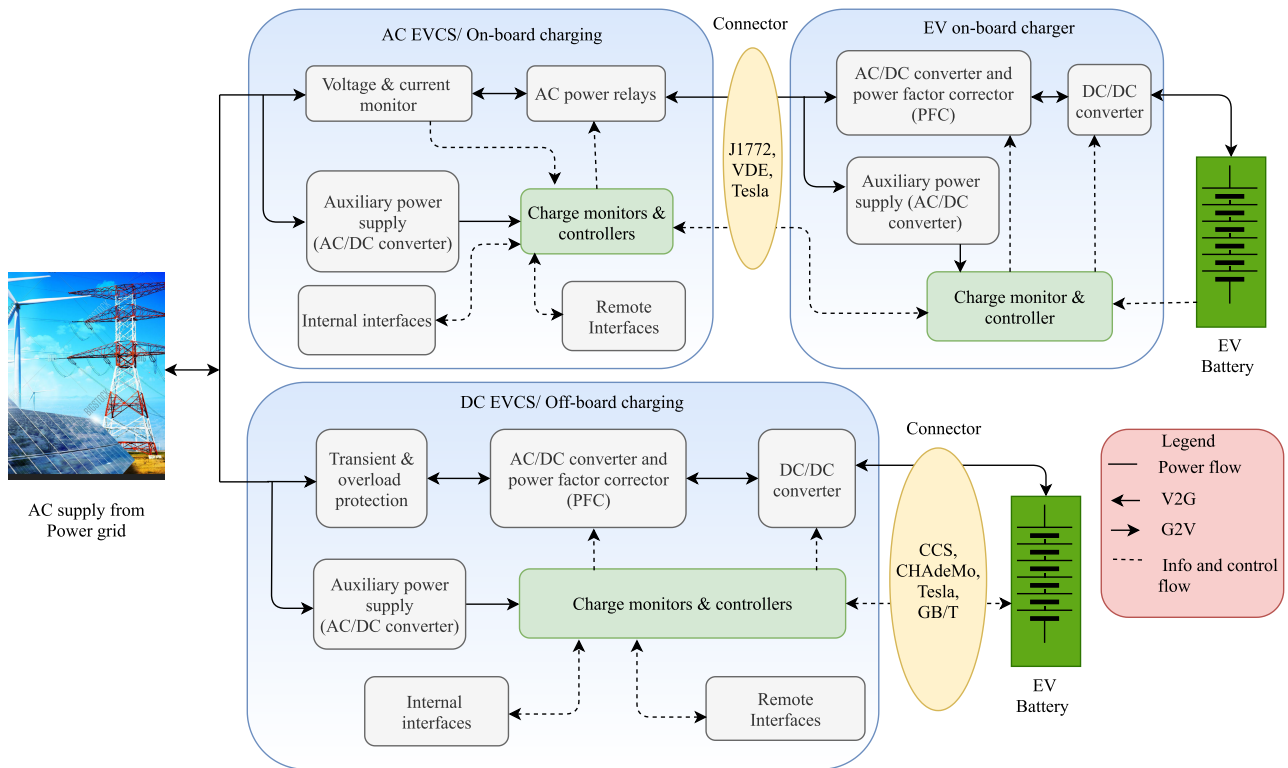 AC EVCS/ On-board charging
Voltage & current
monitor
AC power relays
Auxiliary power
supply
(AC/DC converter)
Charge monitors &
controllers
Internal interfaces
Remote
Interfaces
Connector
J1772,
VDE,
Tesla
EV on-board charger
AC/DC converter and
power factor corrector
(PFC)
DC/DC
converter
Auxiliary power
supply (AC/DC
converter)
Charge monitor &
controller
EV
Battery
AC supply from
Power grid
DC EVCS/ Off-board charging
Transient &
overload
protection
AC/DC converter and
power factor corrector
(PFC)
DC/DC
converter
Auxiliary power
supply
(AC/DC converter)
Charge monitors & controllers
Internal
interfaces
Remote
Interfaces
Connector
CCS,
CHAdeMo,
Tesla,
GB/T
EV
Battery
Legend
Power flow
V2G
G2V
Info and control
flow